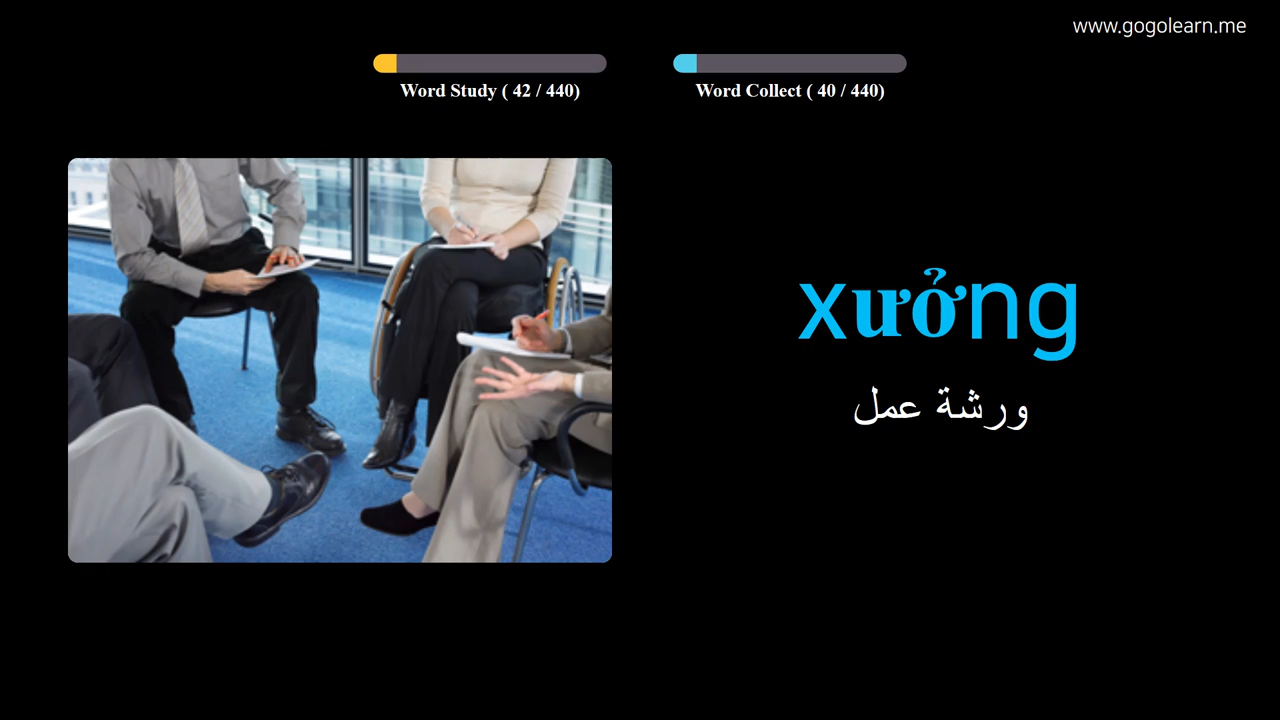 www.gogolearn.me
Word Study ( 42 / 440)
Word Collect ( 40 / 440)
xưởng
ورشة عمل